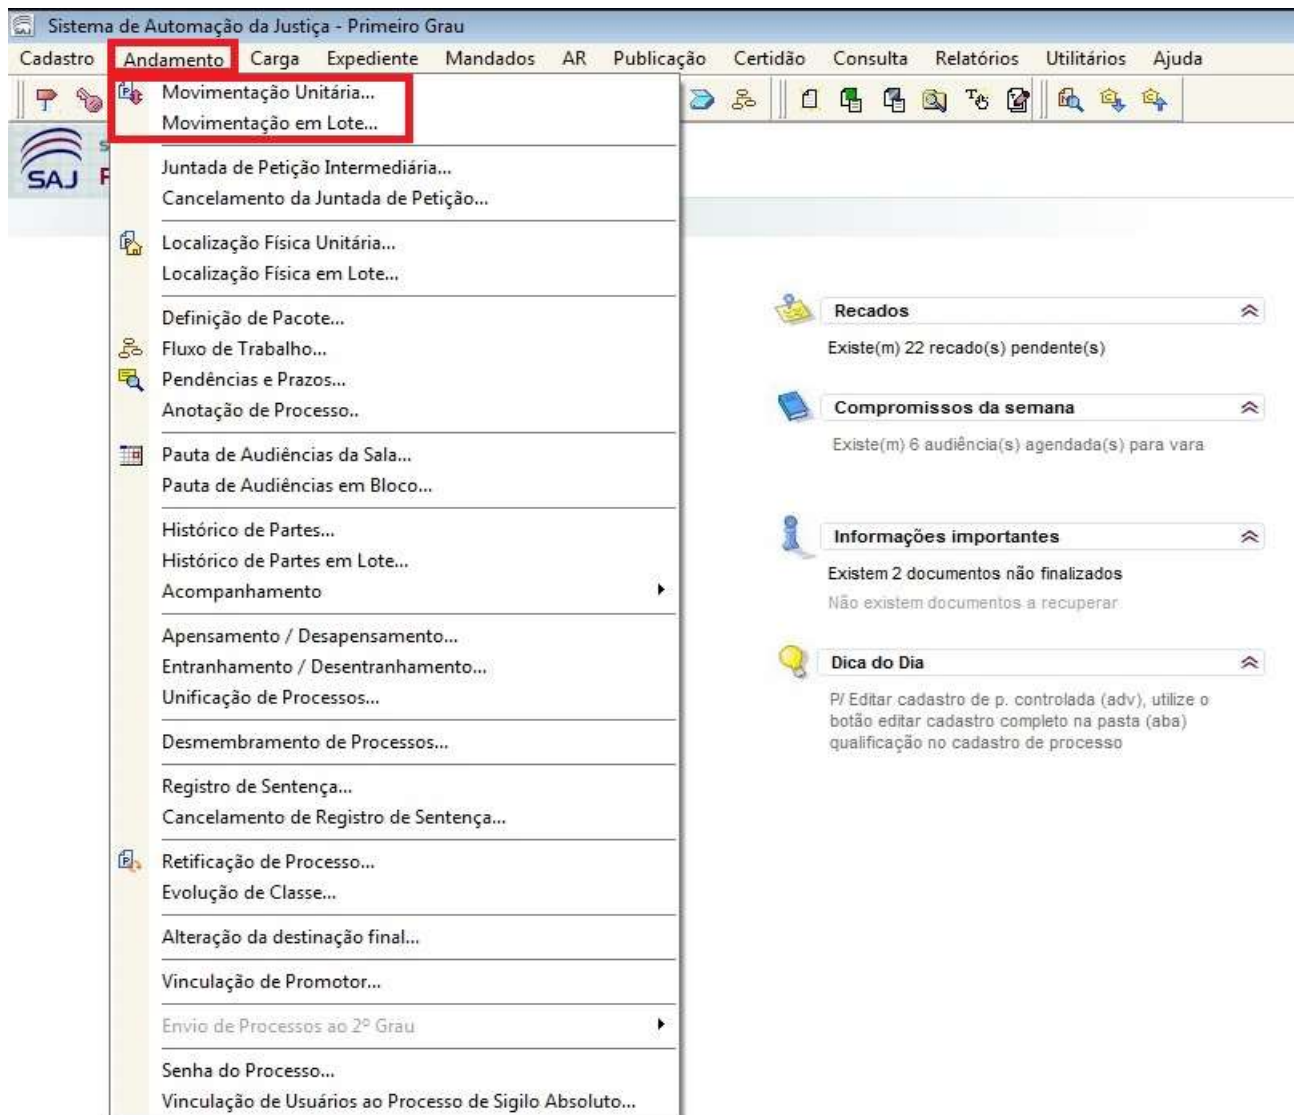 Sistema de Automação da Justiça - Primeiro Grau
Cadastro Andamento Carga Expediente Mandados AR Publicação Certidão Consulta Relatórios Utilitários Ajuda
Movimentação Unitária...
Movimentação em Lote...
SAJ
Juntada de Petição Intermediária...
Cancelamento da Juntada de Petição...
Localização Física Unitária...
Localização Física em Lote...
Definição de Pacote...
Fluxo de Trabalho...
Pendências e Prazos...
Anotação de Processo..
Pauta de Audiências da Sala...
Pauta de Audiências em Bloco...
Histórico de Partes...
Histórico de Partes em Lote...
Acompanhamento
Apensamento / Desapensamento...
Entranhamento / Desentranhamento...
Unificação de Processos...
Desmembramento de Processos...
Registro de Sentença...
Cancelamento de Registro de Sentença...
Retificação de Processo...
Evolução de Classe...
Alteração da destinação final...
Vinculação de Promotor...
Envio de Processos ao 2º Grau
Senha do Processo...
Vinculação de Usuários ao Processo de Sigilo Absoluto...
Recados
Existe(m) 22 recado(s) pendente(s)
Compromissos da semana
Existe(m) 6 audiência(s) agendada(s) para vara
Informações importantes
Existem 2 documentos não finalizados
Não existem documentos a recuperar
Dica do Dia
P/ Editar cadastro de p. controlada (adv), utilize o
botão editar cadastro completo na pasta (aba)
qualificação no cadastro de processo